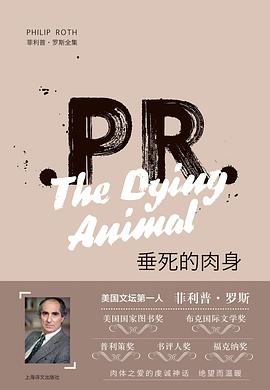 PHILIP ROTH
菲利普·罗斯全集
.PR.
The Dying
Animal
垂死的肉身
美国文坛第一人 菲利普·罗斯
美国国家图书奖 布克国际文学奖
普利策奖 书评人奖 福克纳奖
肉体之爱的虔诚神话 绝望而温暖
上海译文出版社